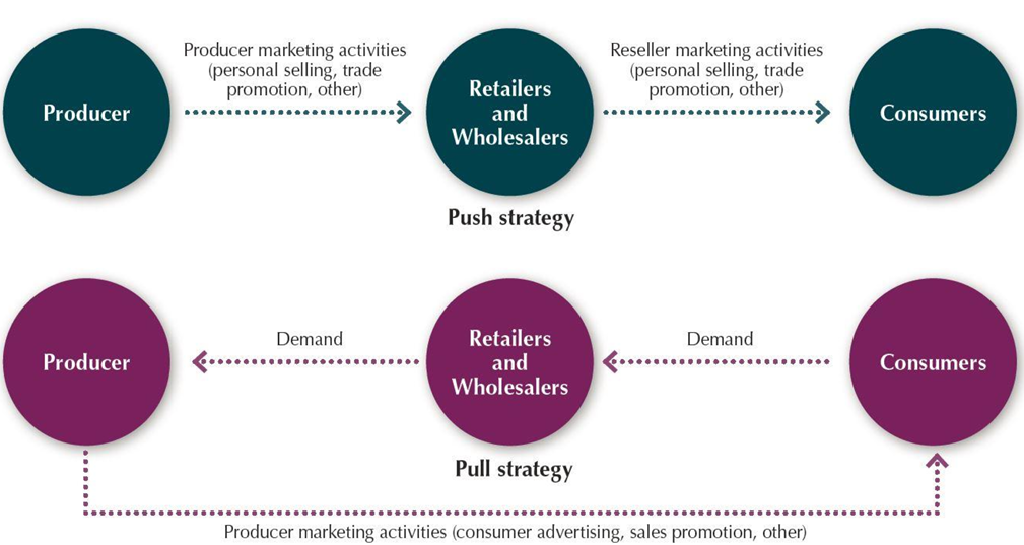 Producer marketing activities
(personal selling, trade
promotion, other)
Reseller marketing activities
(personal selling, trade
promotion, other)
Producer
Retailers
and
Wholesalers
Consumers
Push strategy
Producer
Demand
Retailers
and
Wholesalers
Demand
Consumers
Pull strategy
Producer marketing activities (consumer advertising, sales promotion, other)